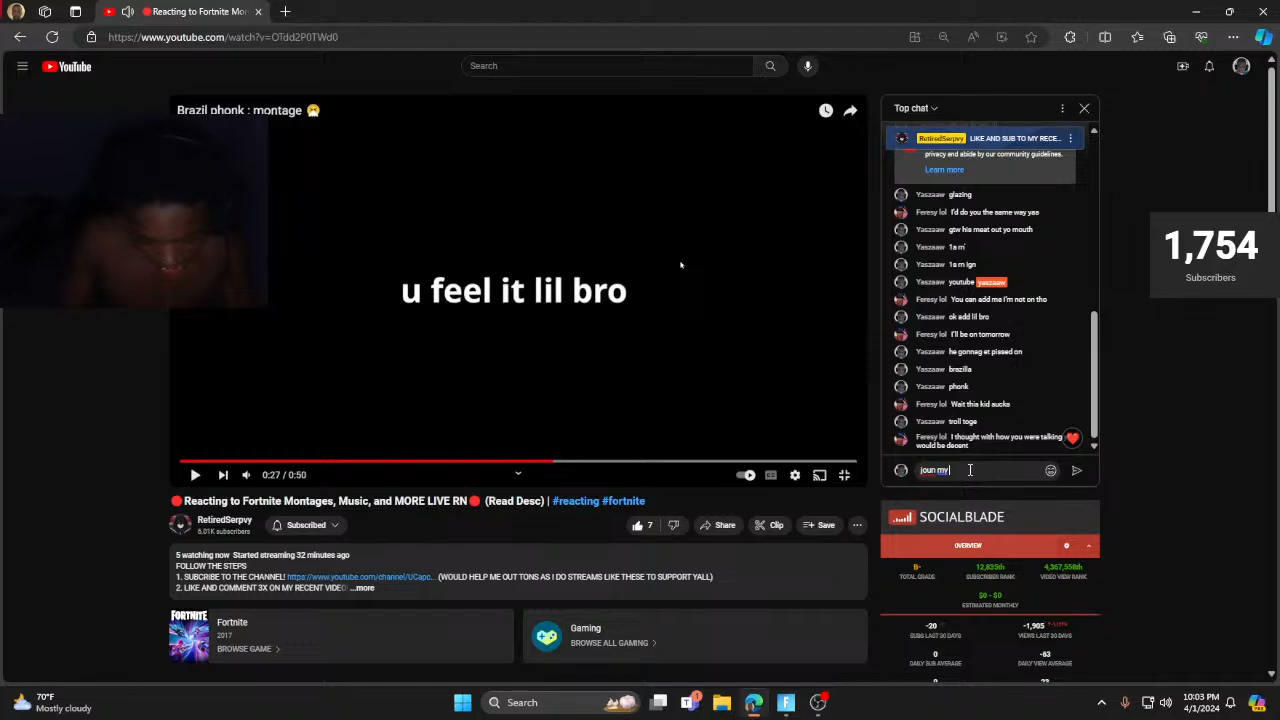 Reacting to Fortnite Mon
https://www.youtube.com/watch?v=OTdd2P0TWd0
YouTube
Search
Brazil phonk : montage 🤧
u feel it lil bro
0:27 / 0:50
Top chat
RetiredSerpvy LIKE AND SUB TO MY RECE...
privacy and abide by our community guidelines.
Learn more
Yaszaaw glazing
Feresy lol I'd do you the same way yas
Yaszaaw gtw his meat out yo mouth
Yaszaaw 1a m'
Yaszaaw 1a m ign
Yaszaaw youtube yaszaaw
Feresy lol You can add me I'm not on tho
Yaszaaw ok add lil bro
Feresy lol I'll be on tomorrow
Yaszaaw he gonnag et pissed on
Yaszaaw brazilla
Yaszaaw phonk
Feresy lol Wait this kid sucks
Yaszaaw troll toge
Feresy lol I thought with how you were talking
would be decent
joun my
1,754
Subscribers
🔴Reacting to Fortnite Montages, Music, and MORE LIVE RN🔴 (Read Desc) | #reacting #fortnite
RetiredSerpvy
5.01K subscribers
Subscribed
7
Share
Clip
Save
5 watching now Started streaming 32 minutes ago
FOLLOW THE STEPS
1. SUBCRIBE TO THE CHANNEL! https://www.youtube.com/channel/UCapc... (WOULD HELP ME OUT TONS AS I DO STREAMS LIKE THESE TO SUPPORT YALL)
2. LIKE AND COMMENT 3X ON MY RECENT VIDEO: ...more
FORTNITE
Fortnite
2017
BROWSE GAME
Gaming
BROWSE ALL GAMING
SOCIALBLADE
OVERVIEW
B- 12,835th 4,367,550th
TOTAL GRADE SUBSCRIBER RANK VIDEO VIEW RANK
$0 - $0
ESTIMATED MONTHLY
-20 -1,905
SUBS LAST 30 DAYS VIEWS LAST 30 DAYS
0 -63
DAILY SUB AVERAGE DAILY VIEW AVERAGE
70°F
Mostly cloudy
Search
10:03 PM
4/3/2024